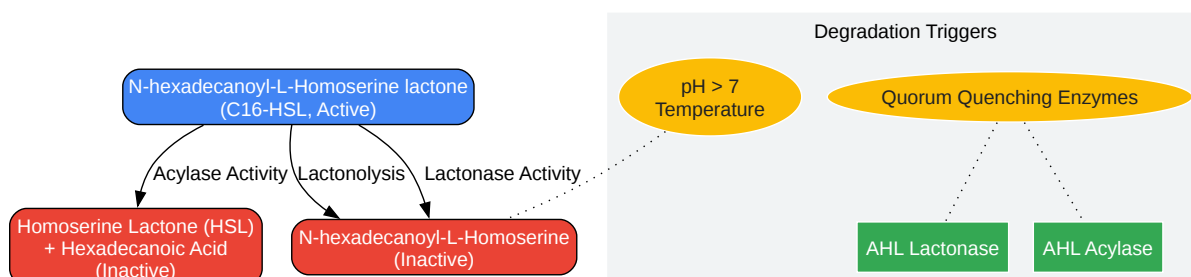 Degradation Triggers
N-hexadecanoyl-L-Homoserine lactone
(C16-HSL, Active)
pH > 7
Temperature
Quorum Quenching Enzymes
Acylase Activity
Lactonolysis
Lactonase Activity
Homoserine Lactone (HSL)
+ Hexadecanoic Acid
(Inactive)
N-hexadecanoyl-L-Homoserine
(Inactive)
AHL Lactonase
AHL Acylase